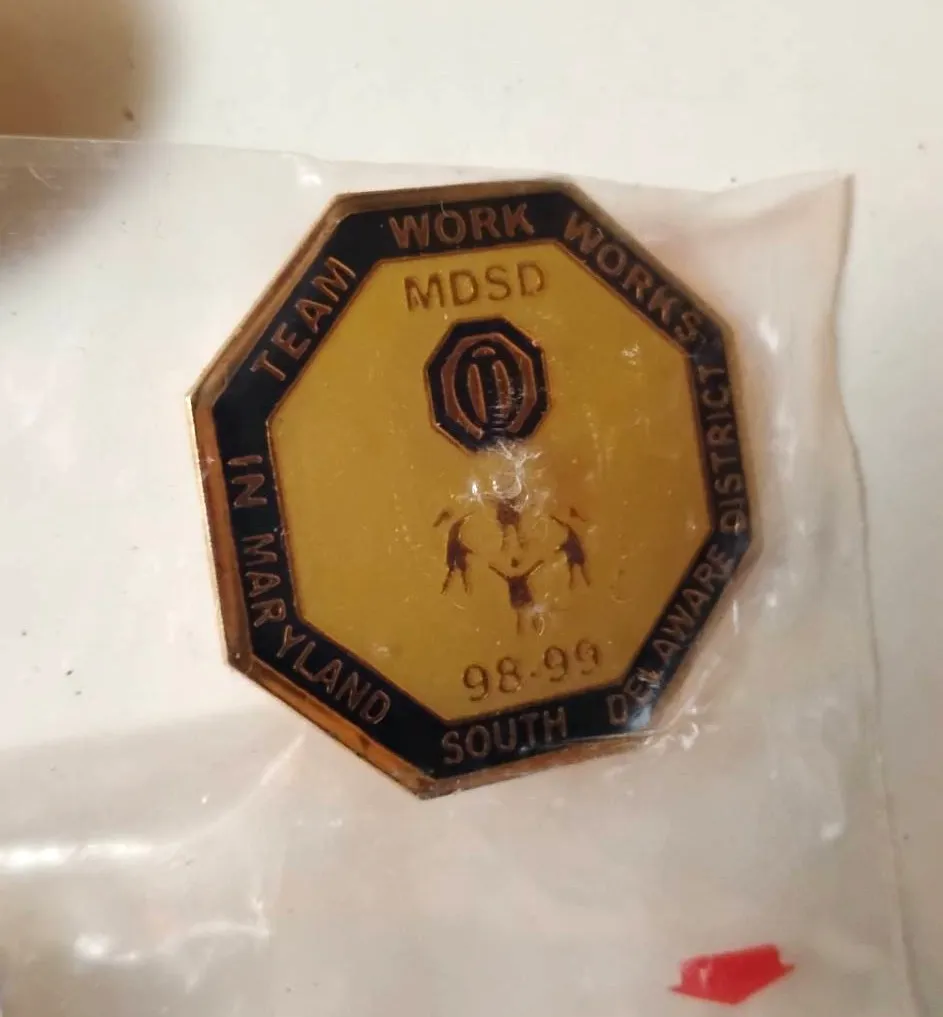 TEAM WORK WORKS
IN MARYLAND SOUTH DELAWARE DISTRICT
MDSD
98-99